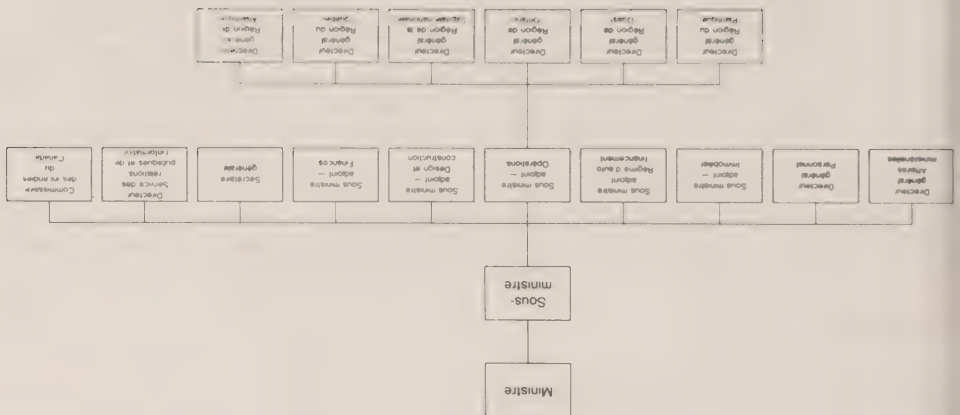 Ministre
Sous-
ministre
Directeur
général
Affaires
ministérielles
Directeur
général
Personnel
Sous ministre
adjoint —
Immobilier
Sous ministre
adjoint
Régime d'auto
financement
Sous ministre
adjoint —
Opérations
Sous ministre
adjoint —
Design et
construction
Sous ministre
adjoint —
Finances
Secrétaire
générale
Directeur
Service des
relations
publiques et de
l'information
Commissaire
des incendies
du
Canada
Directeur
général
Région du
Pacifique
Directeur
général
Région de
l'Ouest
Directeur
général
Région de
l'Ontario
Directeur
général
Région de la
Capitale nationale
Directeur
général
Région du
Québec
Directeur
général
Région de
l'Atlantique